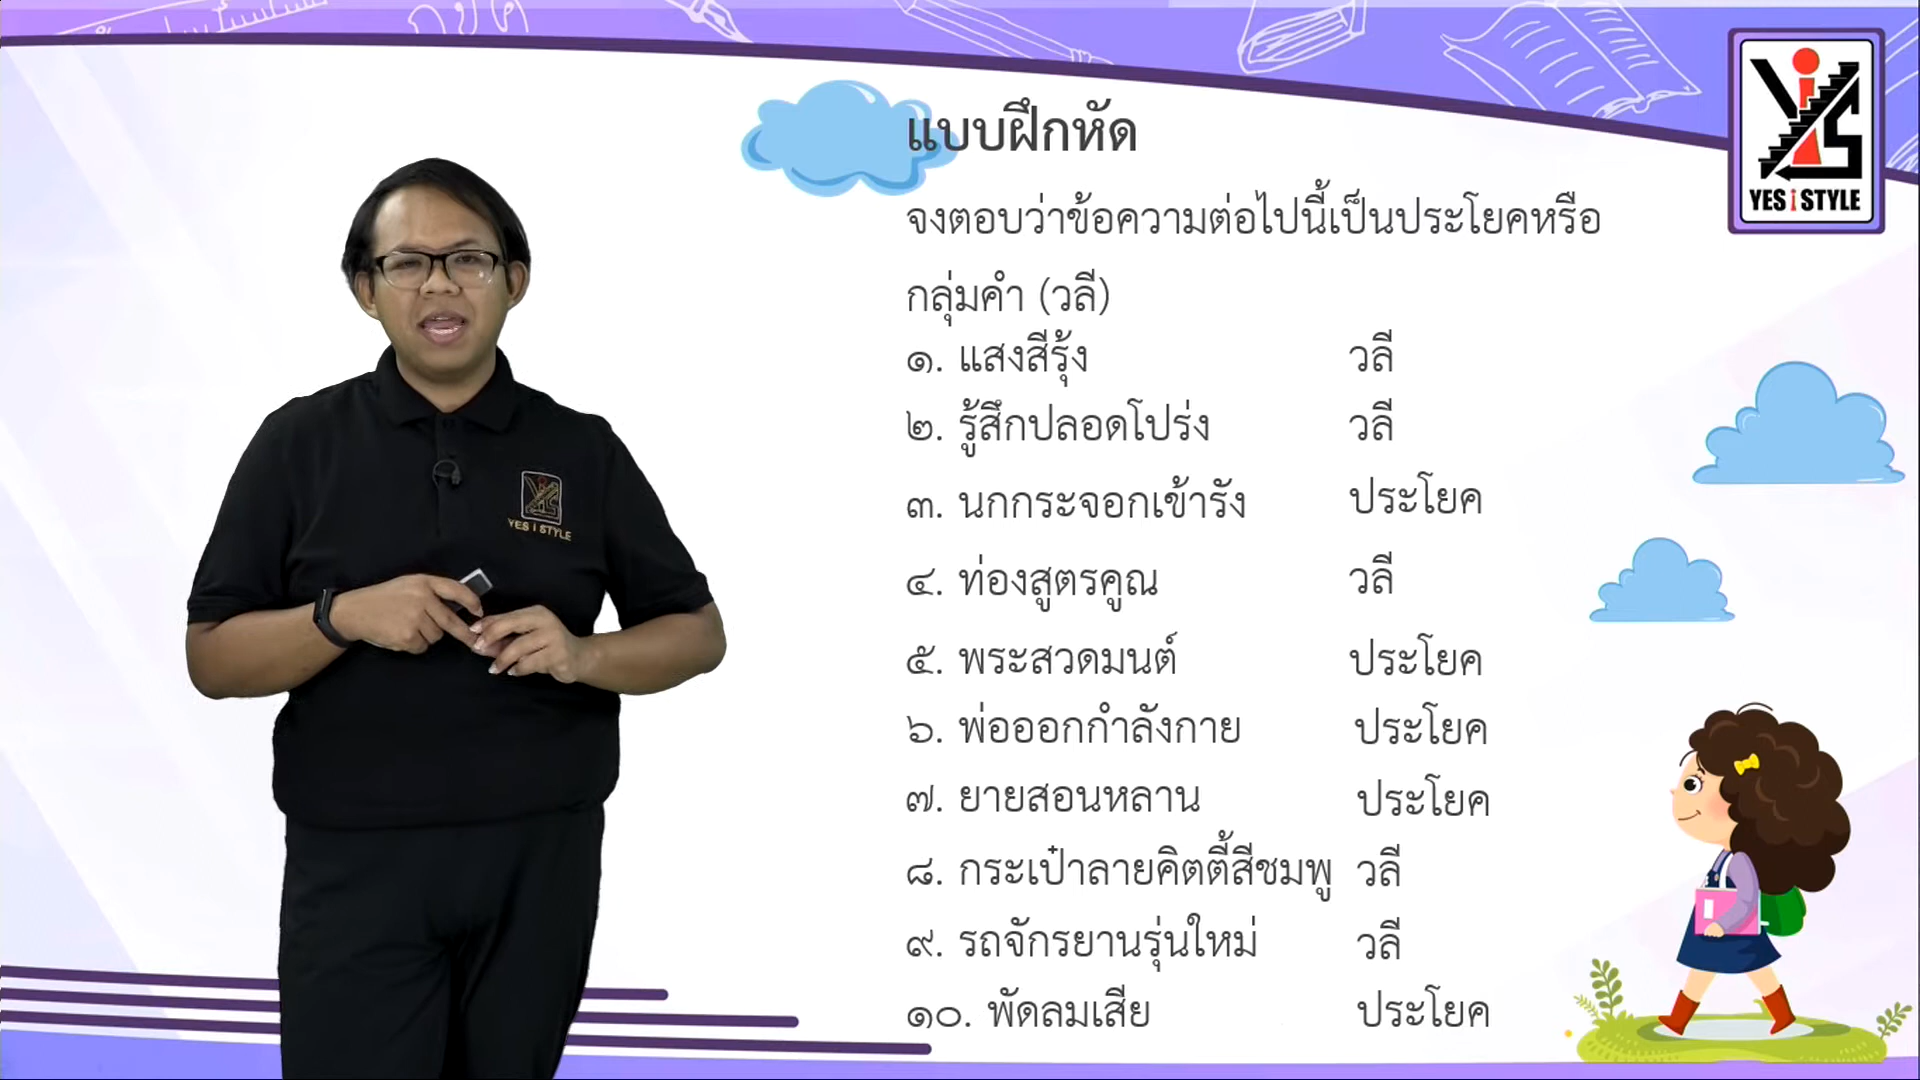 กขค
YES i STYLE
แบบฝึกหัด
จงตอบว่าข้อความต่อไปนี้เป็นประโยคหรือ
กลุ่มคำ (วลี)
๑. แสงสีรุ้ง วลี
๒. รู้สึกปลอดโปร่ง วลี
๓. นกกระจอกเข้ารัง ประโยค
๔. ท่องสูตรคูณ วลี
๕. พระสวดมนต์ ประโยค
๖. พ่อออกกำลังกาย ประโยค
๗. ยายสอนหลาน ประโยค
๘. กระเป๋าลายคิตตี้สีชมพู วลี
๙. รถจักรยานรุ่นใหม่ วลี
๑๐. พัดลมเสีย ประโยค
YES i STYLE